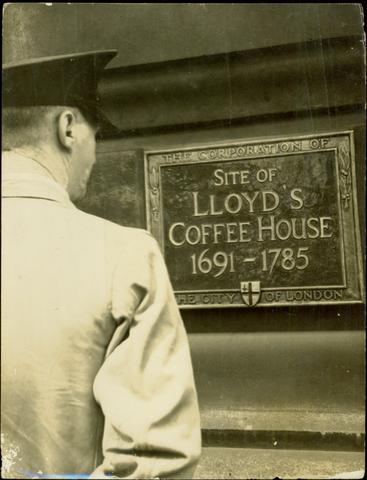 THE CORPORATION OF
SITE OF
LLOYD'S
COFFEE HOUSE
1691 - 1785
THE CITY OF LONDON